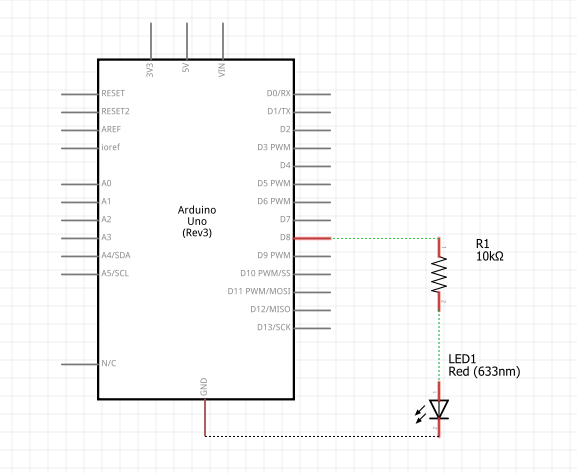 3V3
5V
VIN
RESET
RESET2
AREF
ioref
A0
A1
A2
A3
A4/SDA
A5/SCL
N/C
Arduino
Uno
(Rev3)
D0/RX
D1/TX
D2
D3 PWM
D4
D5 PWM
D6 PWM
D7
D8
D9 PWM
D10 PWM/SS
D11 PWM/MOSI
D12/MISO
D13/SCK
GND
R1
10kΩ
LED1
Red (633nm)